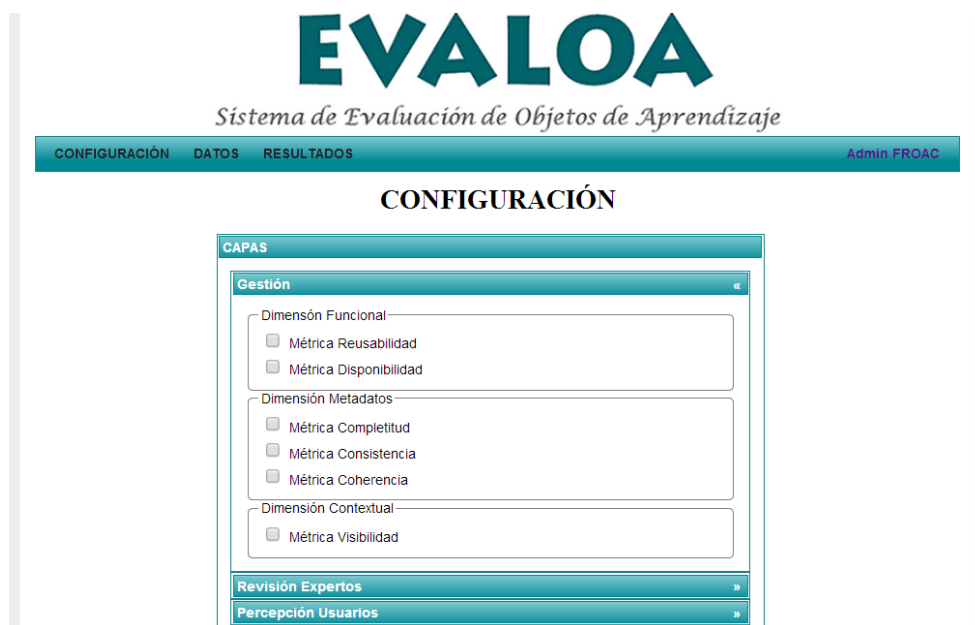 EVALOA
Sistema de Evaluación de Objetos de Aprendizaje
CONFIGURACIÓN DATOS RESULTADOS Admin FROAC
CONFIGURACIÓN
CAPAS
Gestión «
Dimensón Funcional
Métrica Reusabilidad
Métrica Disponibilidad
Dimensión Metadatos
Métrica Completitud
Métrica Consistencia
Métrica Coherencia
Dimensión Contextual
Métrica Visibilidad
Revisión Expertos »
Percepción Usuarios »